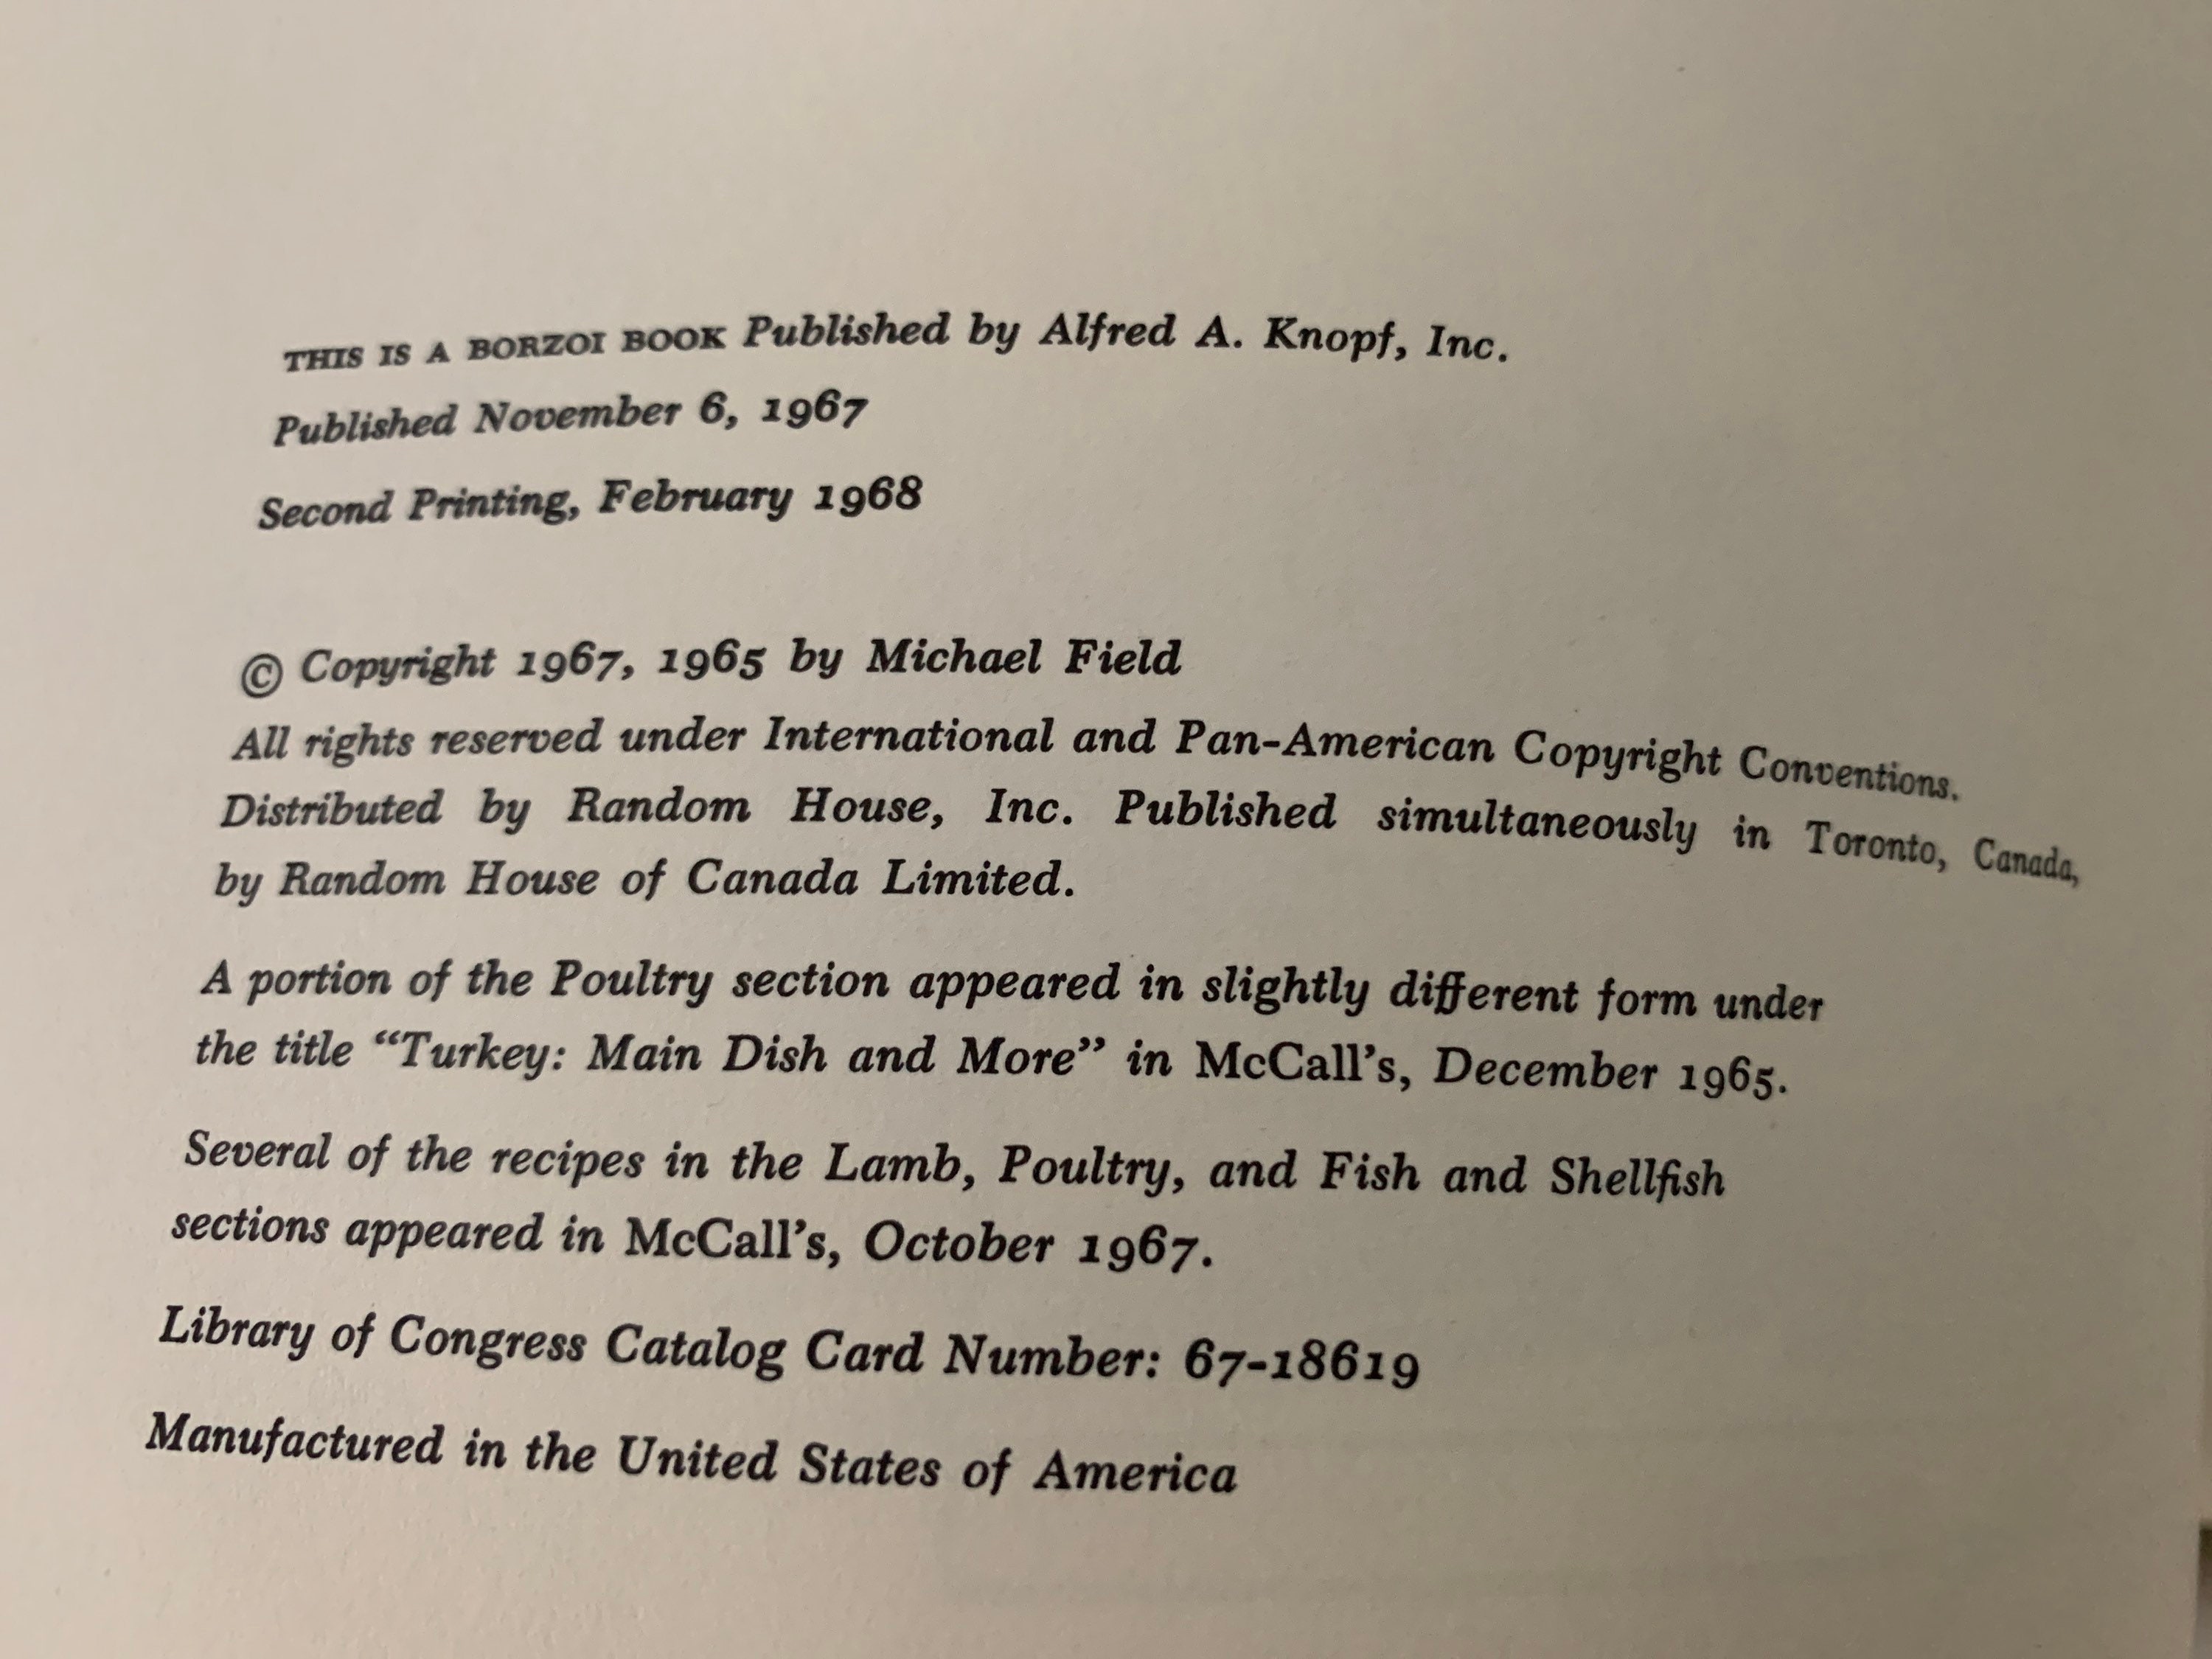 THIS IS A BORZOI BOOK Published by Alfred A. Knopf, Inc.
Published November 6, 1967
Second Printing, February 1968
© Copyright 1967, 1965 by Michael Field
All rights reserved under International and Pan-American Copyright Conventions.
Distributed by Random House, Inc. Published simultaneously in Toronto, Canada,
by Random House of Canada Limited.
A portion of the Poultry section appeared in slightly different form under
the title “Turkey: Main Dish and More” in McCall’s, December 1965.
Several of the recipes in the Lamb, Poultry, and Fish and Shellfish
sections appeared in McCall’s, October 1967.
Library of Congress Catalog Card Number: 67-18619
Manufactured in the United States of America